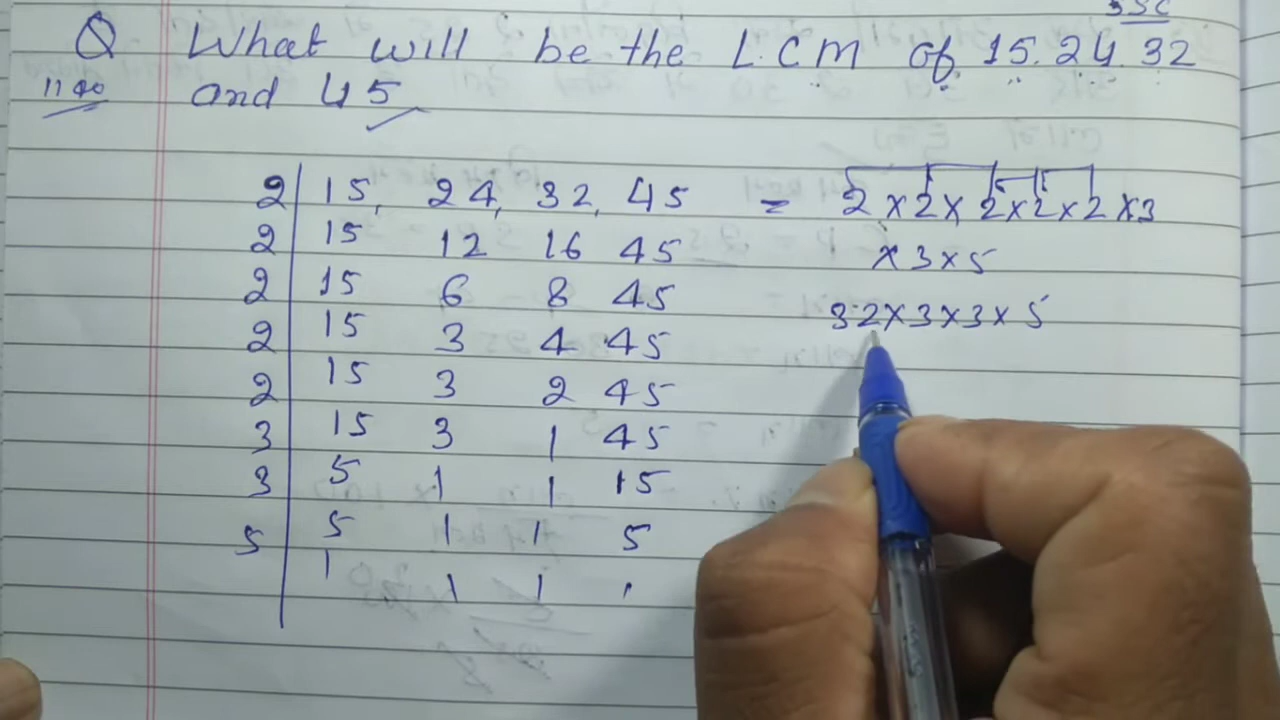 SSC
Q What will be the L.C.M of 15. 24. 32
and 45
2 15, 24, 32, 45 = 2×2×2×2×2×3
2 15 12 16 45 ×3×5
2 15 6 8 45 32×3×3×5
2 15 3 4 45
2 15 3 2 45
3 15 3 1 45
3 5 1 1 15
5 5 1 1 5
1 1 1